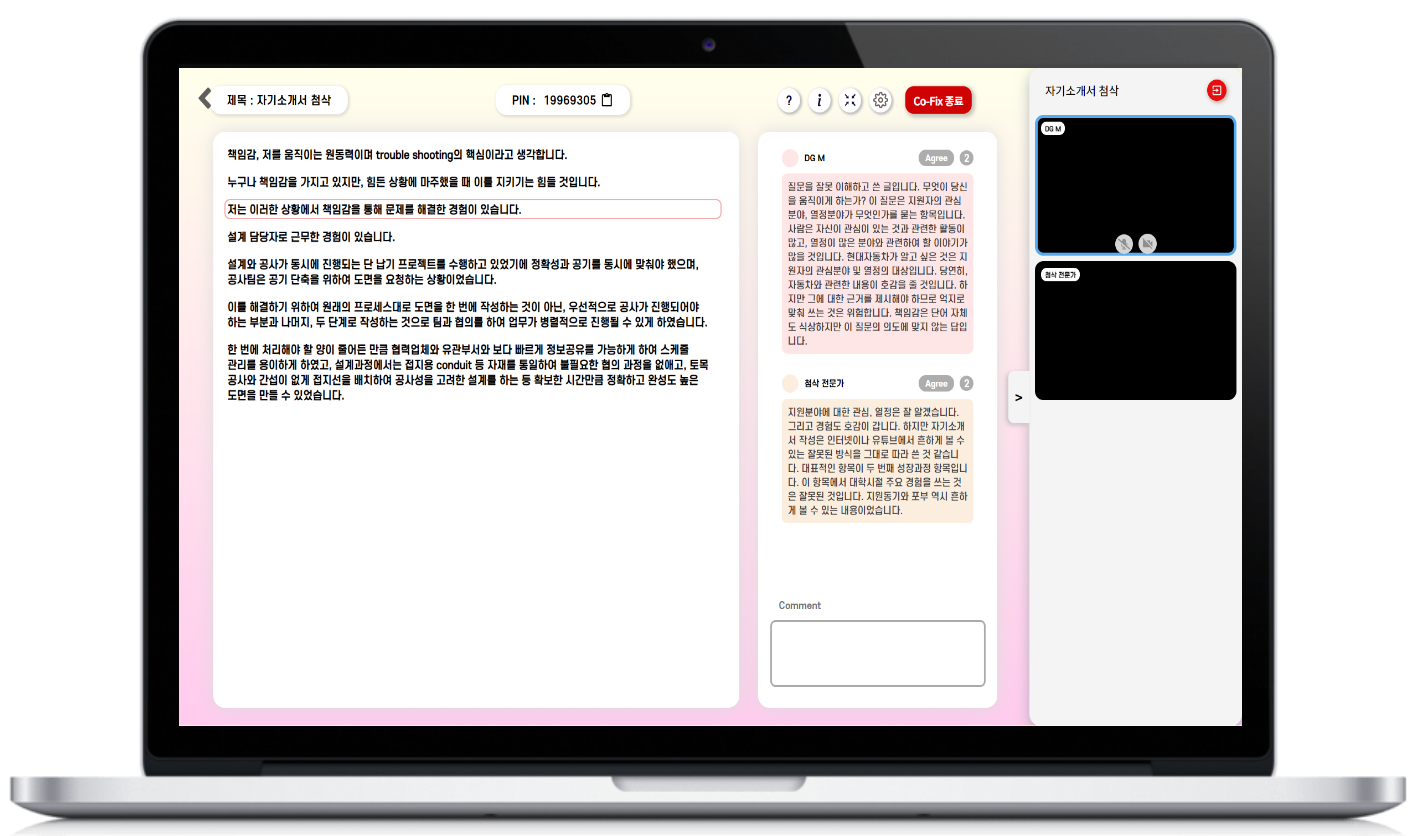 제목 : 자기소개서 첨삭
PIN : 19969305
?
i
Co-Fix 종료
자기소개서 첨삭
책임감, 저를 움직이는 원동력이며 trouble shooting의 핵심이라고 생각합니다.
누구나 책임감을 가지고 있지만, 힘든 상황에 마주했을 때 이를 지키기는 힘들 것입니다.
저는 이러한 상황에서 책임감을 통해 문제를 해결한 경험이 있습니다.
설계 담당자로 근무한 경험이 있습니다.
설계와 공사가 동시에 진행되는 단 납기 프로젝트를 수행하고 있었기에 정확성과 공기를 동시에 맞춰야 했으며,
공사팀은 공기 단축을 위하여 도면을 요청하는 상황이었습니다.
이를 해결하기 위하여 원래의 프로세스대로 도면을 한 번에 작성하는 것이 아닌, 우선적으로 공사가 진행되어야
하는 부분과 나머지, 두 단계로 작성하는 것으로 팀과 협의를 하여 업무가 병렬적으로 진행될 수 있게 하였습니다.
한 번에 처리해야 할 양이 줄어든 만큼 협력업체와 유관부서와 보다 빠르게 정보공유를 가능하게 하여 스케줄
관리를 용이하게 하였고, 설계과정에서는 접지용 conduit 등 자재를 통일하여 불필요한 협의 과정을 없애고, 토목
공사와 간섭이 없게 접지선을 배치하여 공사성을 고려한 설계를 하는 등 확보한 시간만큼 정확하고 완성도 높은
도면을 만들 수 있었습니다.
DG M
Agree
2
질문을 잘못 이해하고 쓴 글입니다. 무엇이 당신
을 움직이게 하는가? 이 질문은 지원자의 관심
분야, 열정분야가 무엇인가를 묻는 항목입니다.
사람은 자신이 관심이 있는 것과 관련한 활동이
많고, 열정이 많은 분야와 관련하여 할 이야기가
많을 것입니다. 현대자동차가 알고 싶은 것은 지
원자의 관심분야 및 열정의 대상입니다. 당연히,
자동차와 관련한 내용이 호감을 줄 것입니다. 하
지만 그에 대한 근거를 제시해야 하므로 억지로
맞춰 쓰는 것은 위험합니다. 책임감은 단어 자체
도 식상하지만 이 질문의 의도에 맞지 않는 답입
니다.
첨삭 전문가
Agree
2
지원분야에 대한 관심, 열정은 잘 알겠습니다.
그리고 경험도 호감이 갑니다. 하지만 자기소개
서 작성은 인터넷이나 유튜브에서 흔하게 볼 수
있는 잘못된 방식을 그대로 따라 쓴 것 같습니
다. 대표적인 항목이 두 번째 성장과정 항목입니
다. 이 항목에서 대학시절 주요 경험을 쓰는 것
은 잘못된 것입니다. 지원동기와 포부 역시 흔하
게 볼 수 있는 내용이었습니다.
Comment
>
DG M
첨삭 전문가